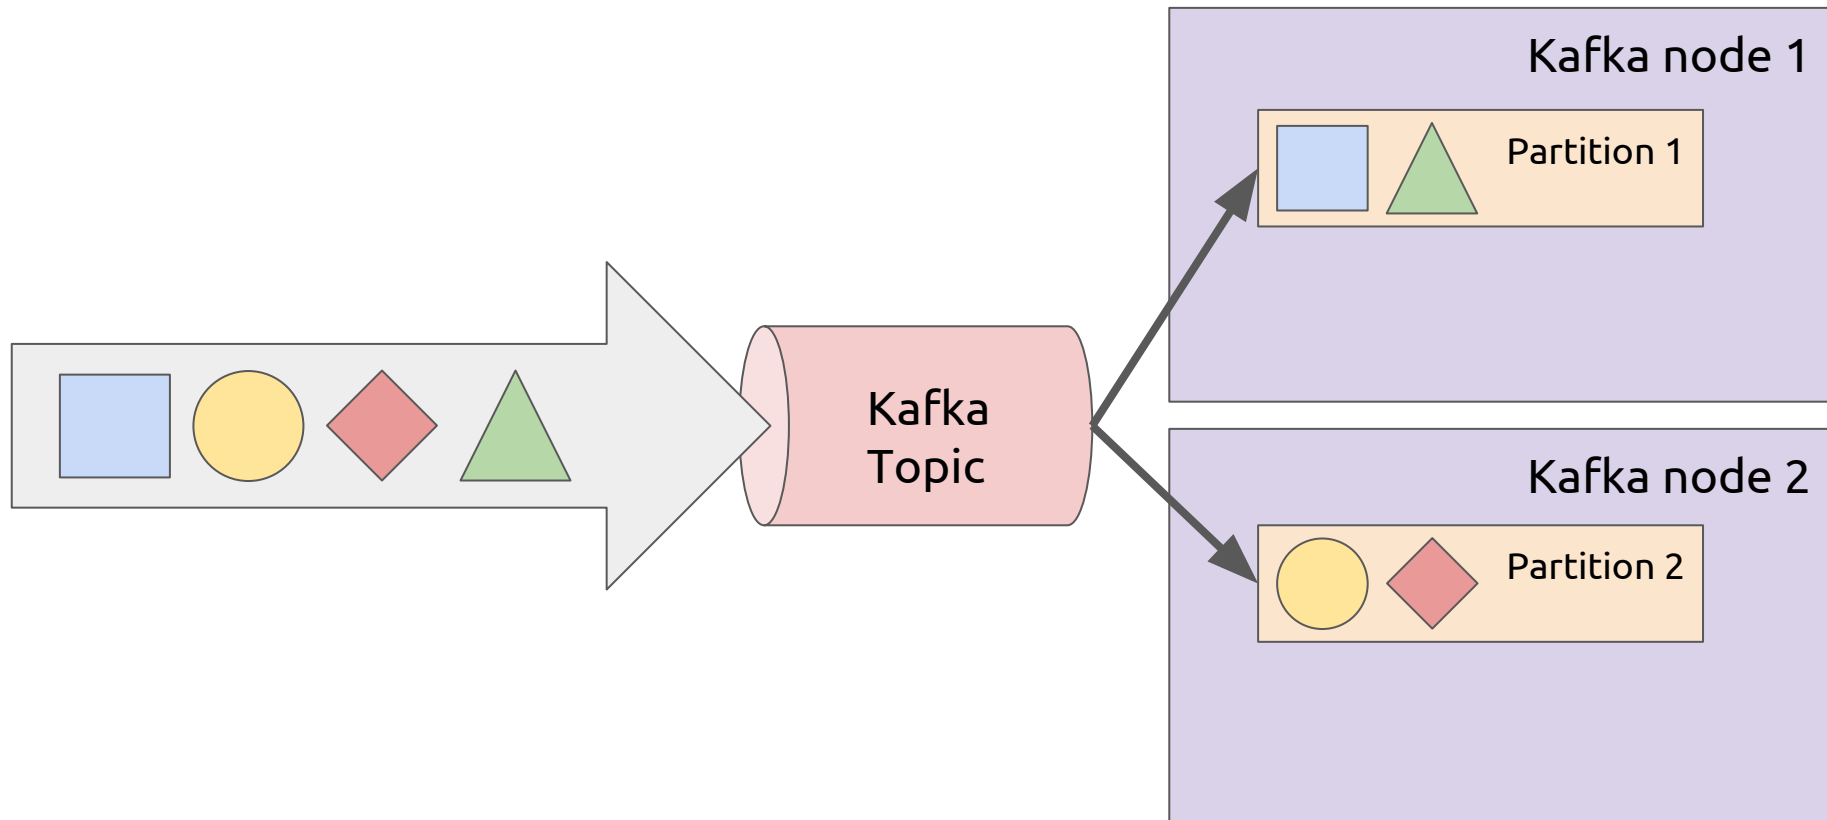 Kafka node 1
Partition 1
Kafka
Topic
Kafka node 2
Partition 2